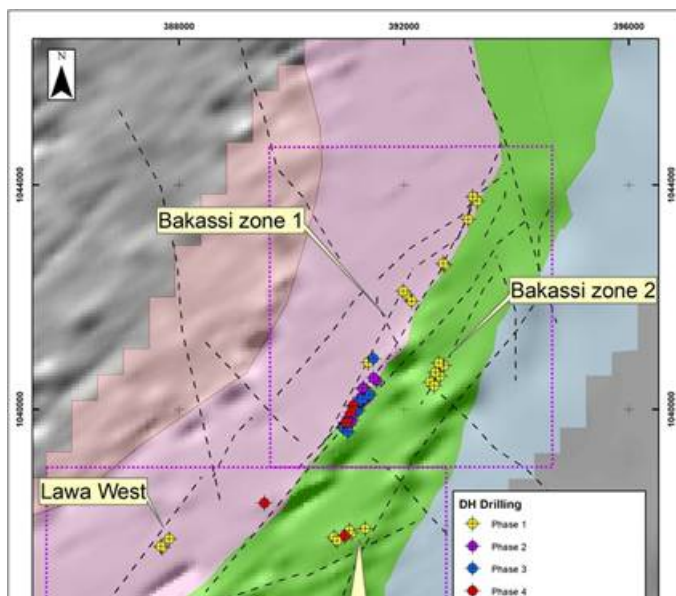 388000 392000 396000
N
1044000 1044000
Bakassi zone 1
Bakassi zone 2
1040000 1040000
Lawa West
DH Drilling
Phase 1
Phase 2
Phase 3
Phase 4